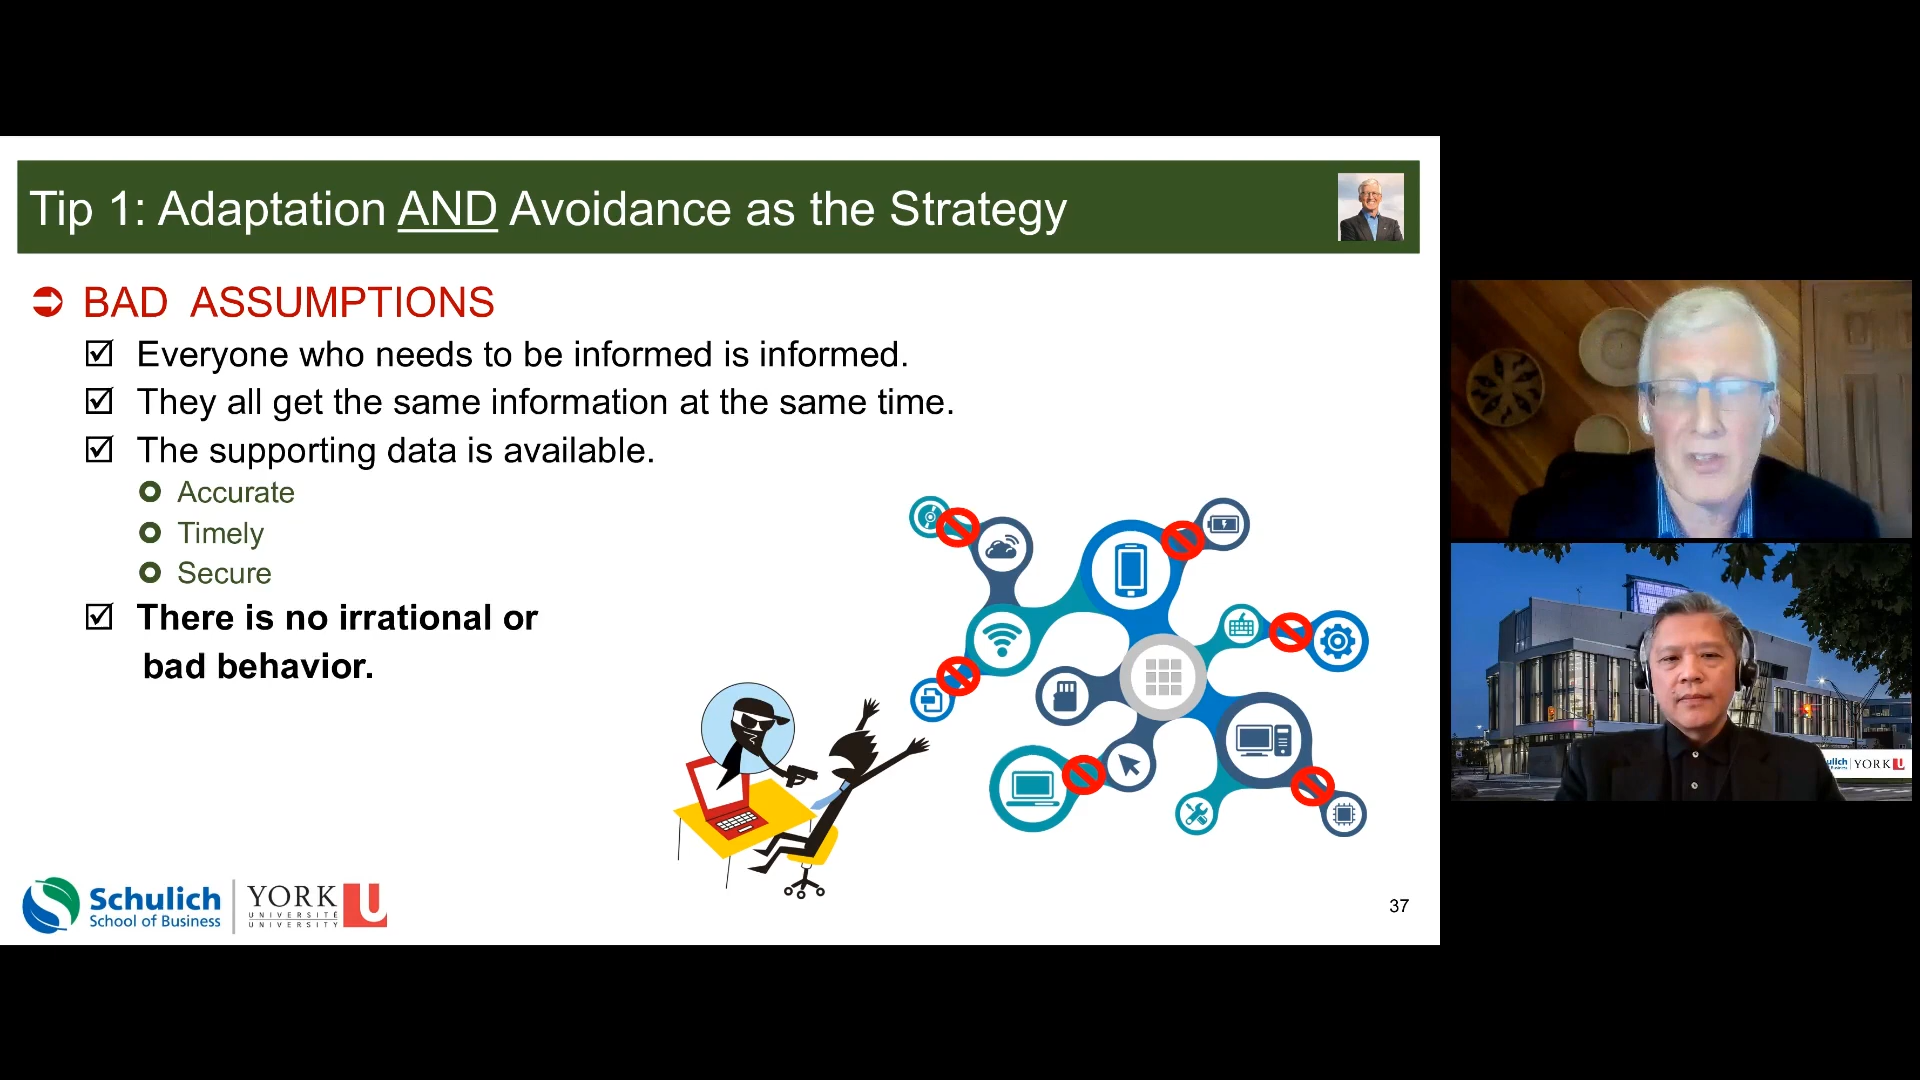 Tip 1: Adaptation AND Avoidance as the Strategy
BAD ASSUMPTIONS
Everyone who needs to be informed is informed.
They all get the same information at the same time.
The supporting data is available.
Accurate
Timely
Secure
There is no irrational or
bad behavior.
Schulich
School of Business
YORK
UNIVERSITÉ
UNIVERSITY
U
37
YORK U